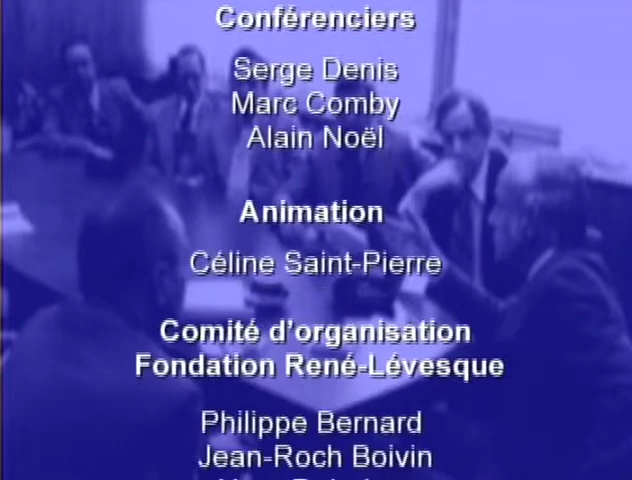 Conférenciers
Serge Denis
Marc Comby
Alain Noël
Animation
Céline Saint-Pierre
Comité d'organisation
Fondation René-Lévesque
Philippe Bernard
Jean-Roch Boivin